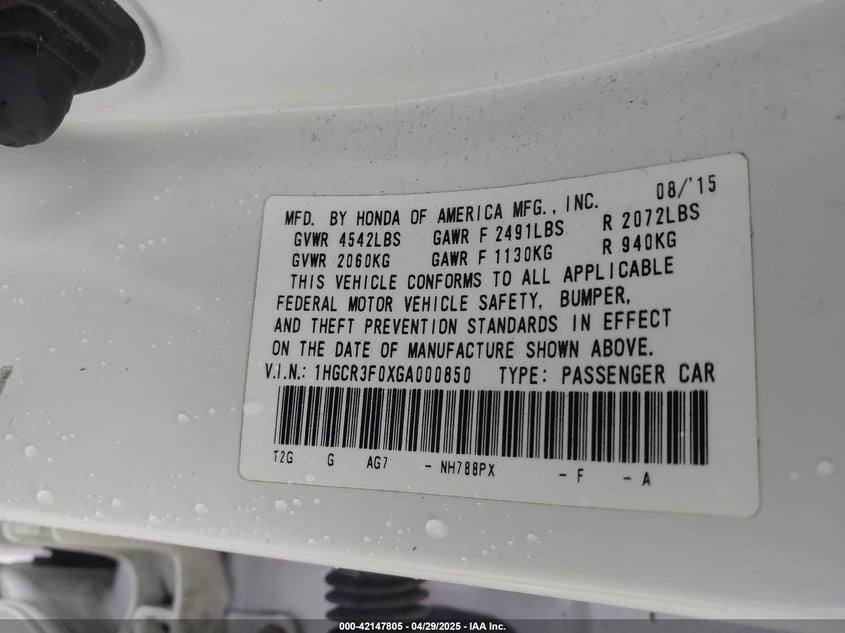 MFD. BY HONDA OF AMERICA MFG., INC. 08/'15
GVWR 4542LBS GAWR F 2491LBS R 2072LBS
GVWR 2060KG GAWR F 1130KG R 940KG
THIS VEHICLE CONFORMS TO ALL APPLICABLE
FEDERAL MOTOR VEHICLE SAFETY, BUMPER,
AND THEFT PREVENTION STANDARDS IN EFFECT
ON THE DATE OF MANUFACTURE SHOWN ABOVE.
V.I.N.: 1HGCR3F0XGA000850 TYPE: PASSENGER CAR
T2G G AG7 - NH788PX - F - A
000-42147805 - 04/29/2025 - IAA Inc.